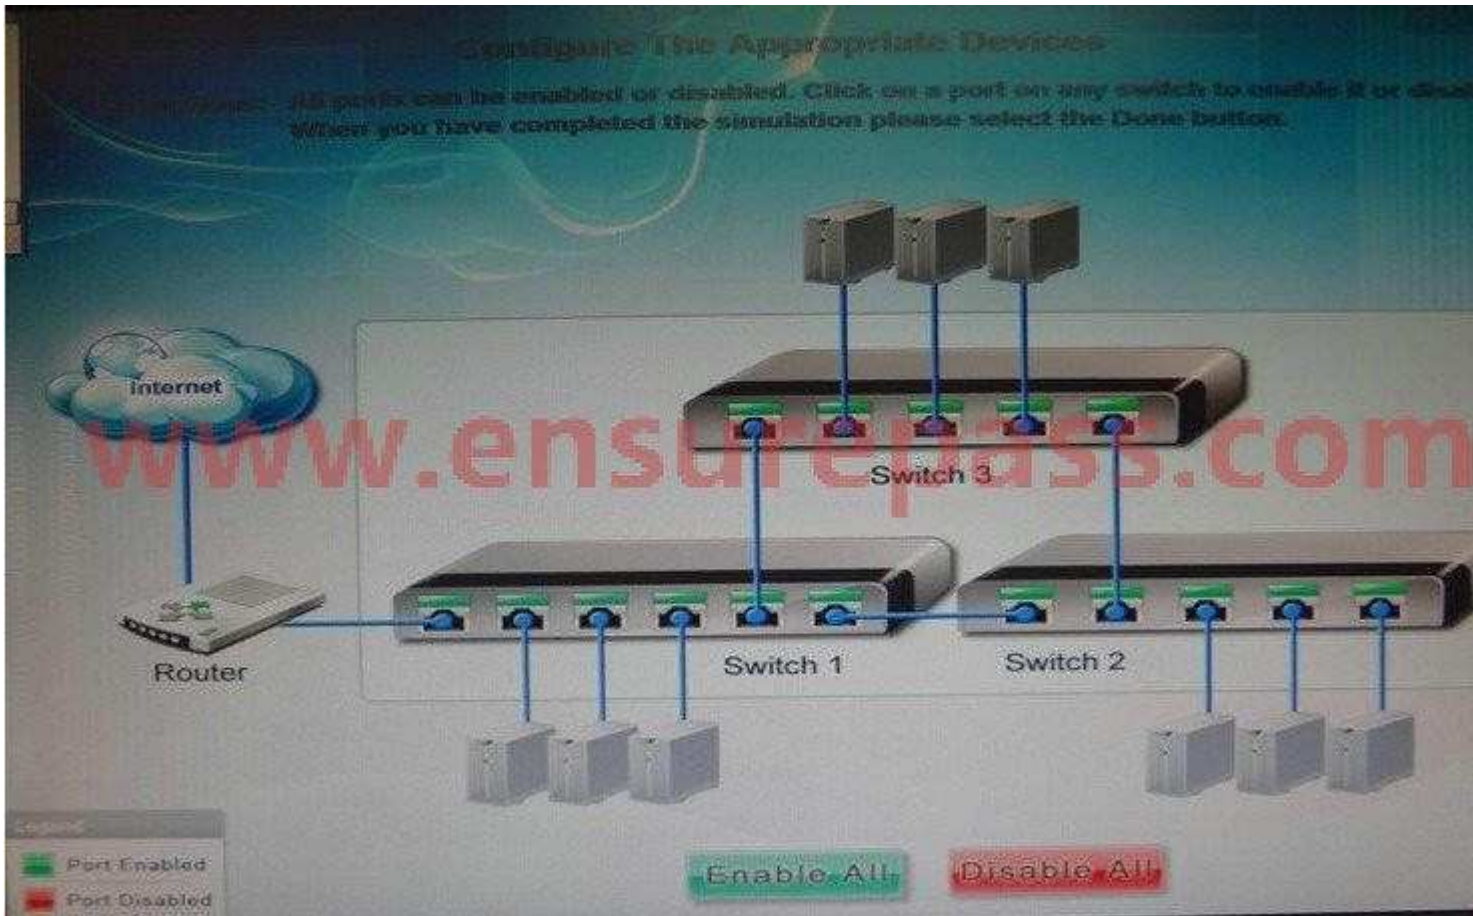 Configure The Appropriate Devices
All ports can be enabled or disabled. Click on a port on any switch to enable it or
When you have completed the simulation please select the Done button.
Internet
www.ensurepass.com
Switch 3
Router
Switch 1
Switch 2
Legend
Port Enabled
Port Disabled
Enable All
Disable All